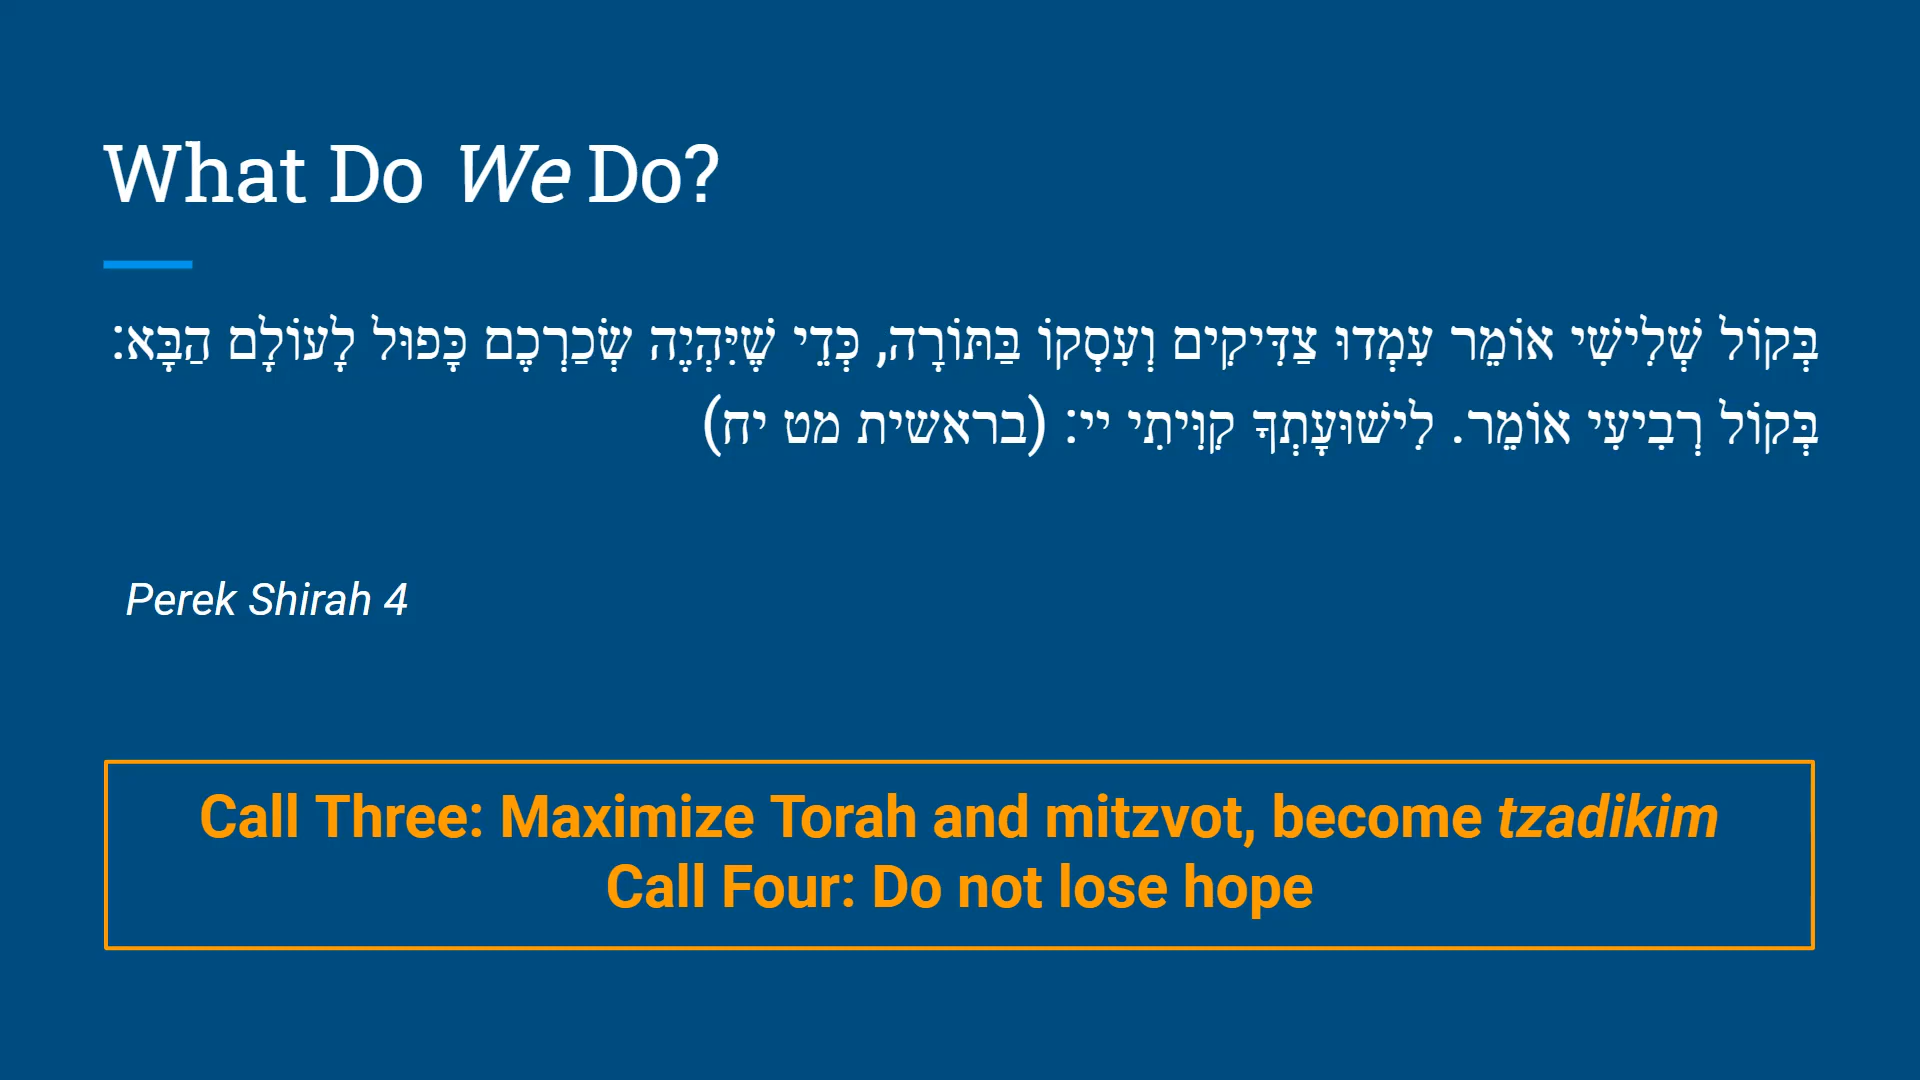 What Do We Do?
בְּקוֹל שְׁלִישִׁי אוֹמֵר עִמְדוּ צַדִּיקִים וְעִסְקוֹ בַּתּוֹרָה, כְּדֵי שֶׁיִּהְיֶה שְׂכַרְכֶם כָּפוּל לָעוֹלָם הַבָּא:
בְּקוֹל רְבִיעִי אוֹמֵר. לִישׁוּעָתְךָ קִוִּיתִי יי: (בראשית מט יח)
Perek Shirah 4
Call Three: Maximize Torah and mitzvot, become tzadikim
Call Four: Do not lose hope